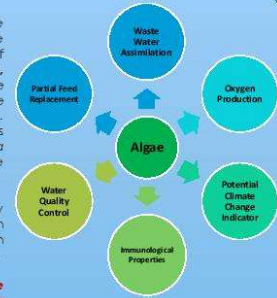 Waste
Water
Assimilation
Partial Feed
Replacement
Oxygen
Production
Algae
Water
Quality
Control
Potential
Climate
Change
Indicator
Immunological
Properties